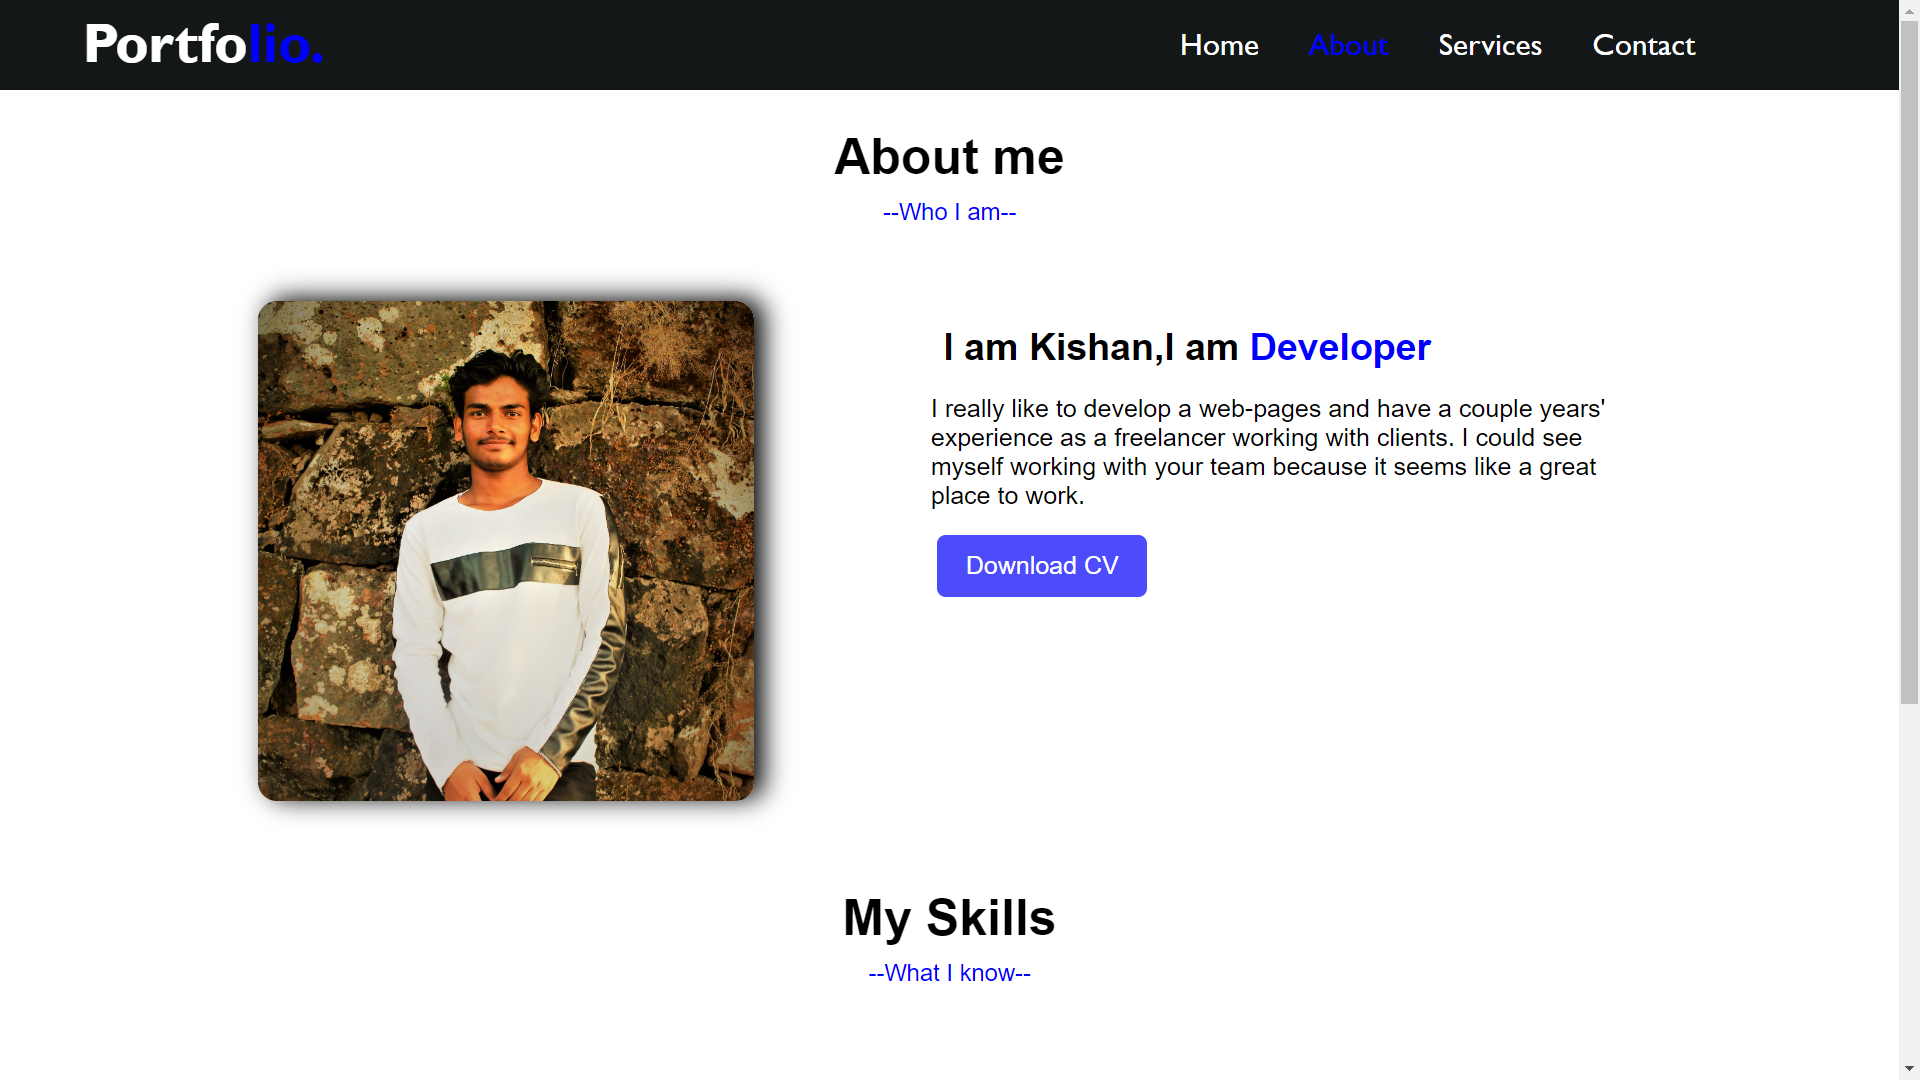 Portfolio.
Home About Services Contact
About me
--Who I am--
I am Kishan,I am Developer
I really like to develop a web-pages and have a couple years'
experience as a freelancer working with clients. I could see
myself working with your team because it seems like a great
place to work.
Download CV
My Skills
--What I know--